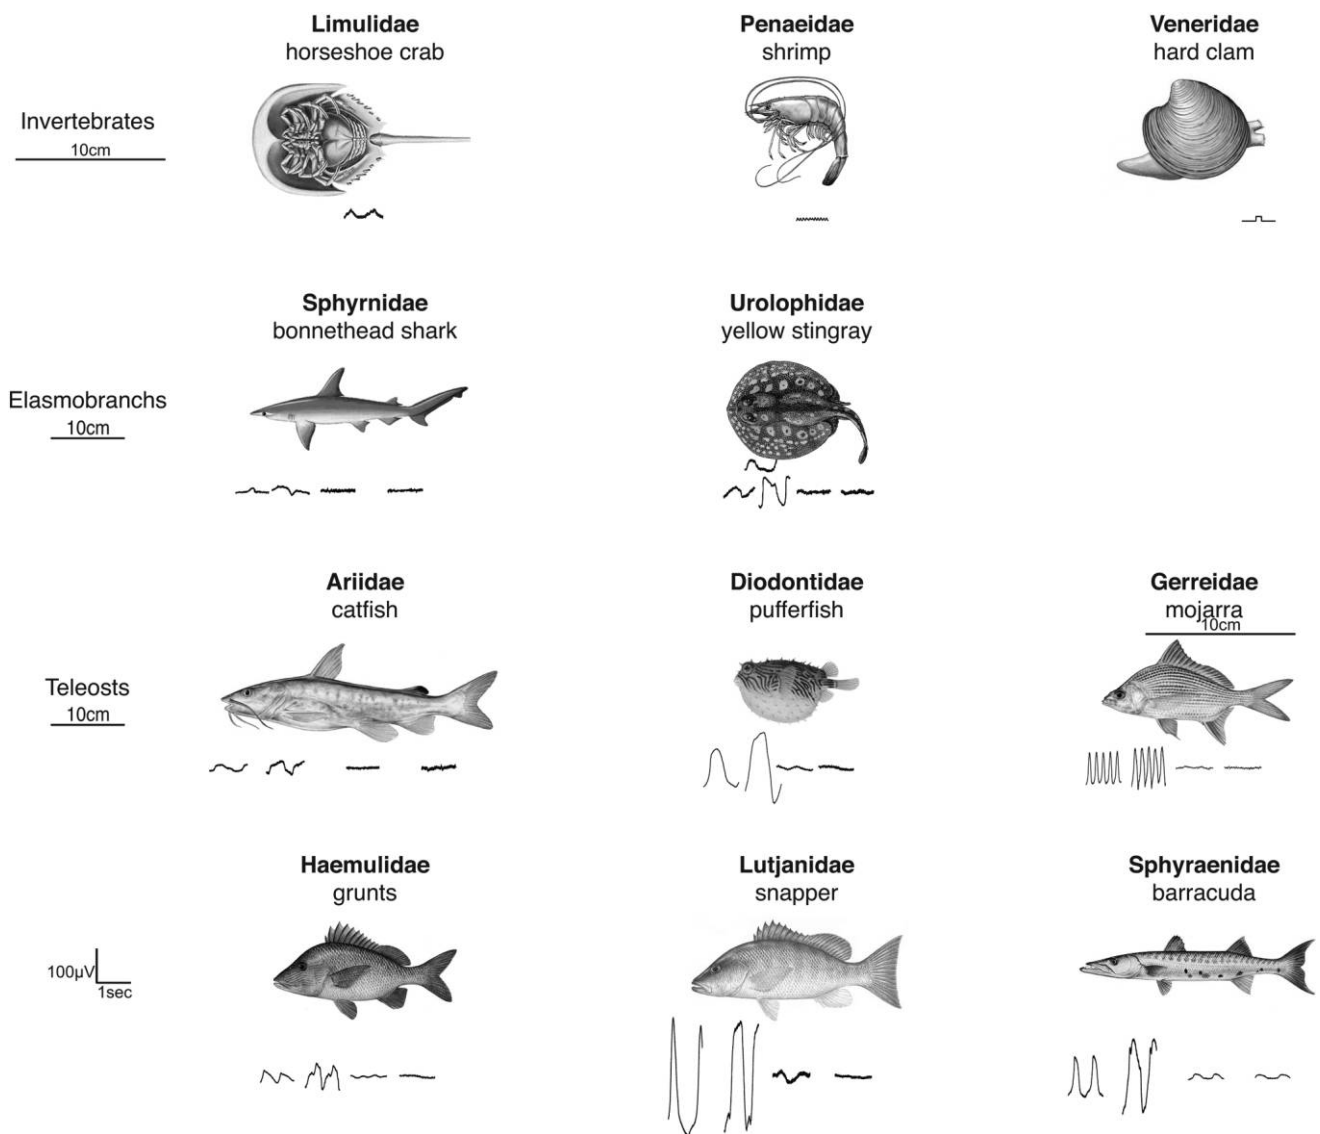 Limulidae
horseshoe crab
Penaeidae
shrimp
Veneridae
hard clam
Invertebrates
10cm
Sphyrnidae
bonnethead shark
Urolophidae
yellow stingray
Elasmobranchs
10cm
Ariidae
catfish
Diodontidae
pufferfish
Gerreidae
mojarra
10cm
Teleosts
10cm
Haemulidae
grunts
Lutjanidae
snapper
Sphyraenidae
barracuda
100µV
1sec